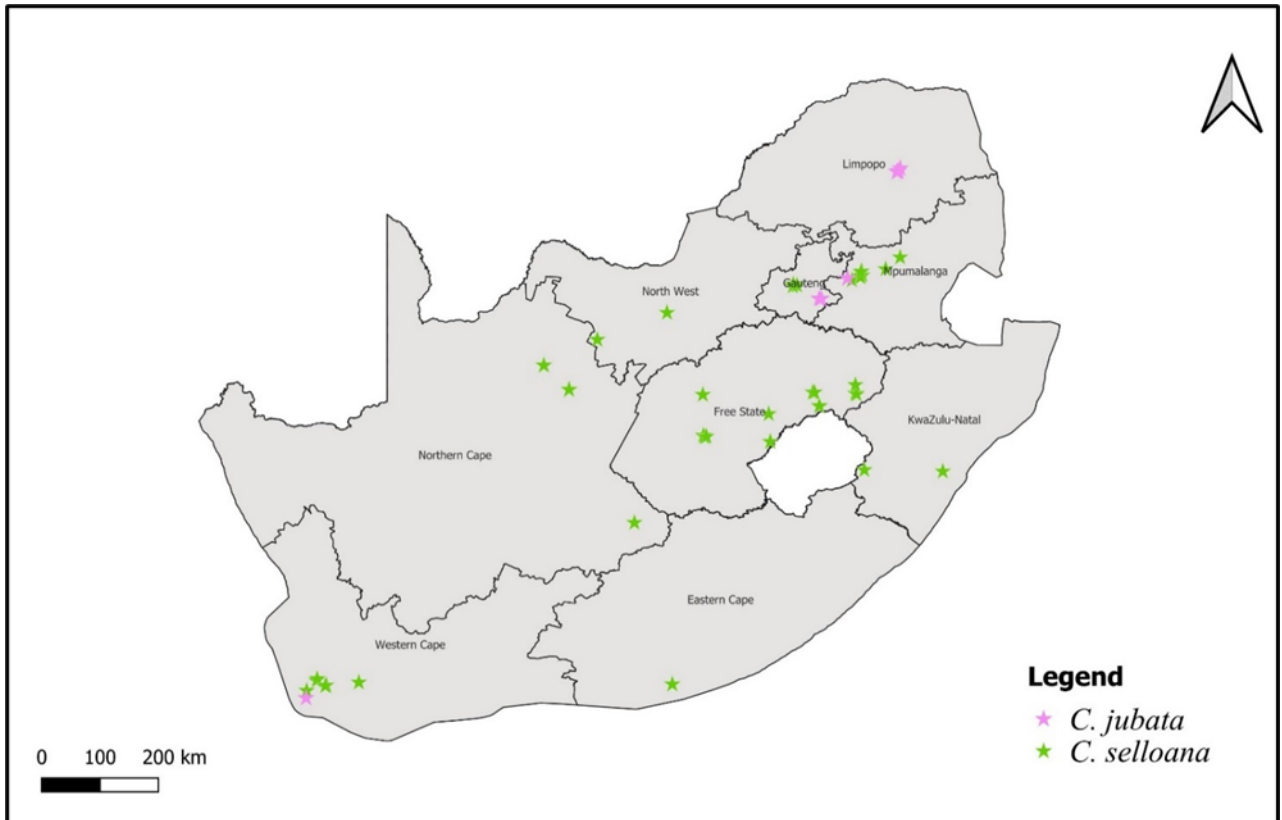 Limpopo
Mpumalanga
Gauteng
North West
Free State
KwaZulu-Natal
Northern Cape
Eastern Cape
Western Cape
Legend
C. jubata
C. selloana
0 100 200 km